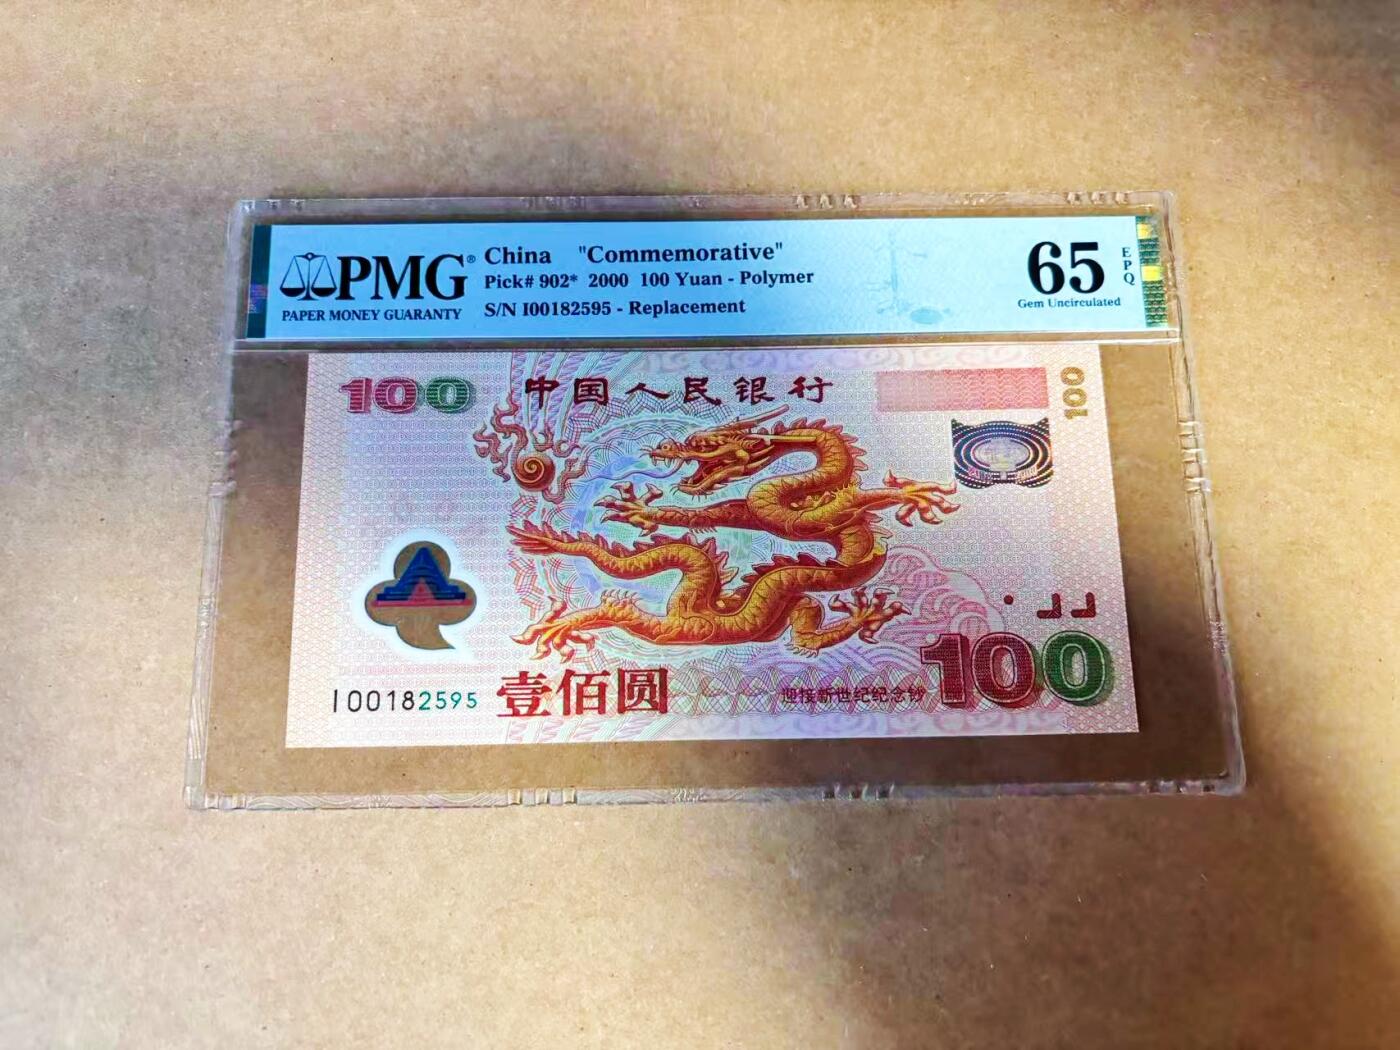 PMG®
PAPER MONEY GUARANTY
China "Commemorative"
Pick# 902* 2000 100 Yuan - Polymer
S/N I00182595 - Replacement
65
EPQ
Gem Uncirculated
100
中国人民银行
100
I00182595
壹佰圆
迎接新世纪纪念钞
100